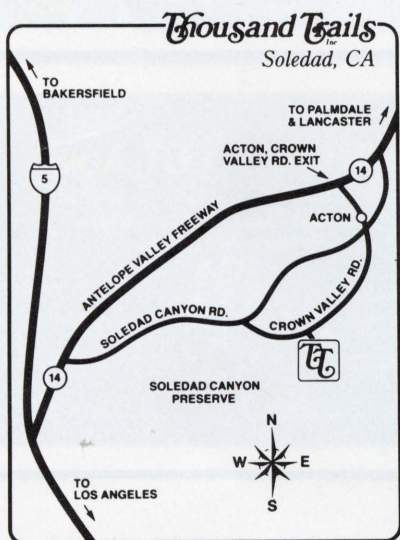 Thousand Trails
Inc
Soledad, CA
TO
BAKERSFIELD
TO PALMDALE
& LANCASTER
ACTON, CROWN
VALLEY RD. EXIT
14
5
ACTON
ANTELOPE VALLEY FREEWAY
SOLEDAD CANYON RD.
CROWN VALLEY RD.
TT
14
SOLEDAD CANYON
PRESERVE
N
W E
S
TO
LOS ANGELES